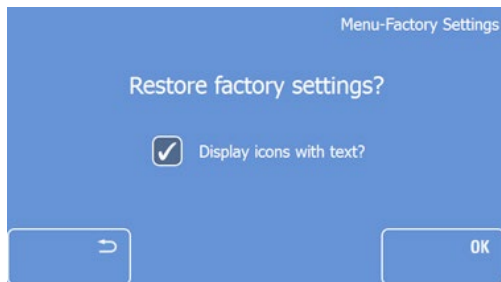 Menu-Factory Settings
Restore factory settings?
Display icons with text?
OK